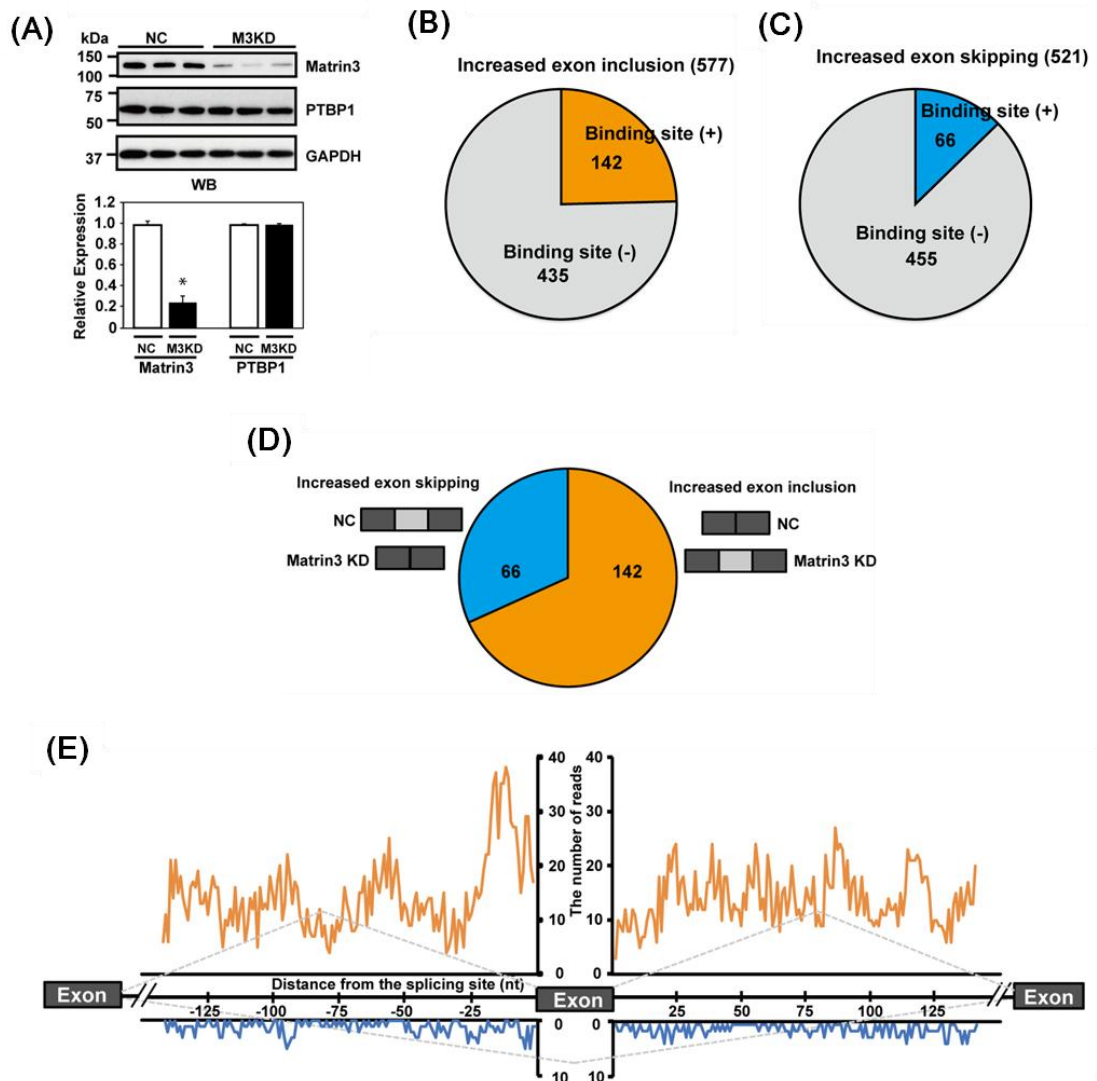 (A)
kDa
NC
M3KD
150
100
Matrin3
75
50
PTBP1
37
GAPDH
WB
Relative Expression
1.2
1.0
0.8
0.6
0.4
0.2
0
*
NC M3KD NC M3KD
Matrin3 PTBP1
(B)
Increased exon inclusion (577)
Binding site (+)
142
Binding site (-)
435
(C)
Increased exon skipping (521)
Binding site (+)
66
Binding site (-)
455
(D)
Increased exon skipping
NC
Matrin3 KD
66
142
Increased exon inclusion
NC
Matrin3 KD
(E)
40 40
30 30
20 20
10 10
0 0
The number of reads
Distance from the splicing site (nt)
Exon Exon Exon
-125 -75 -50 -25 25 50 75 100 125
0 0
10 10